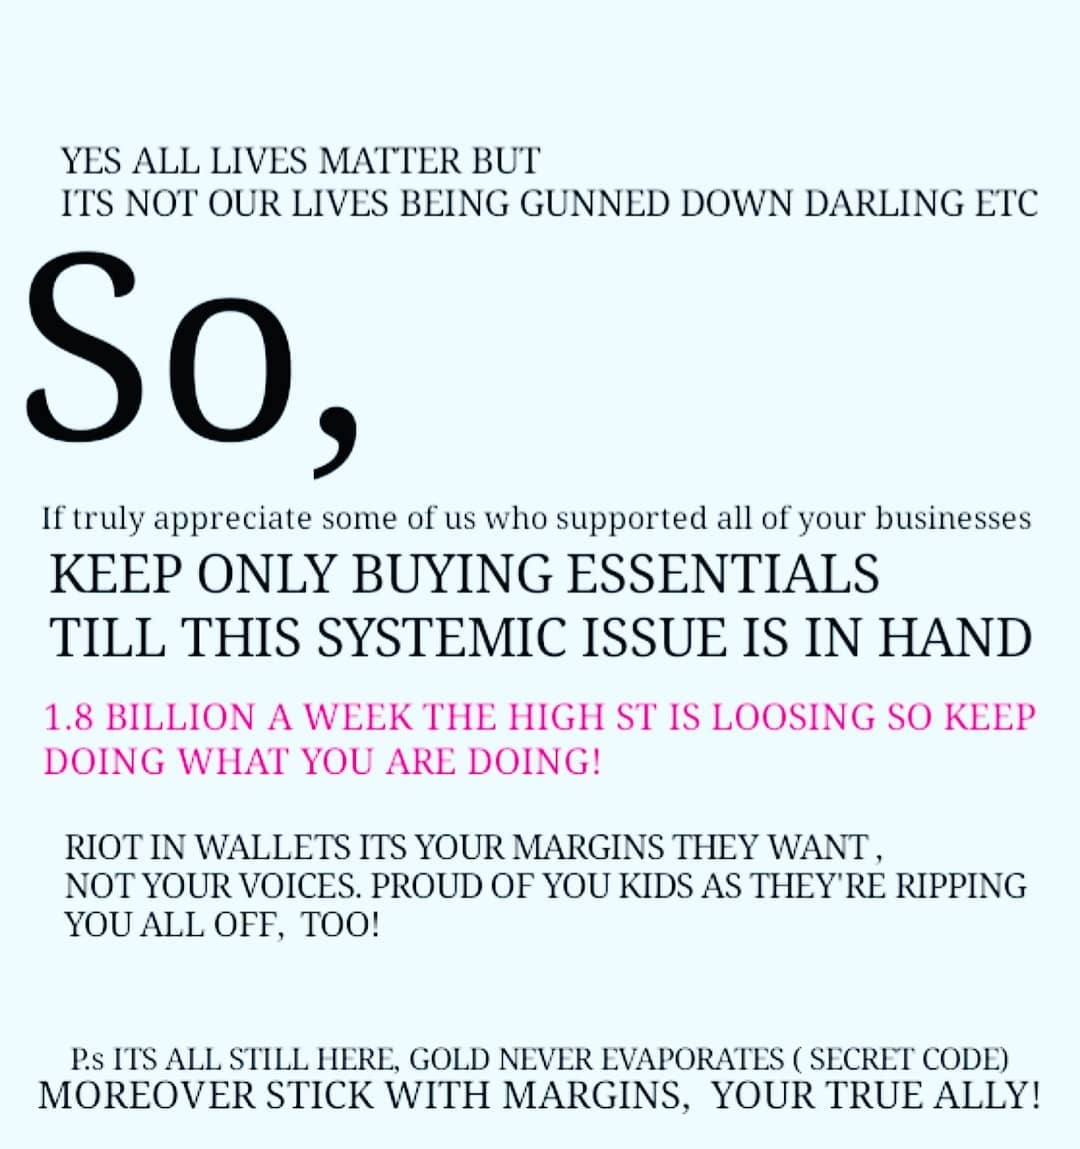 YES ALL LIVES MATTER BUT
ITS NOT OUR LIVES BEING GUNNED DOWN DARLING ETC
So,
If truly appreciate some of us who supported all of your businesses
KEEP ONLY BUYING ESSENTIALS
TILL THIS SYSTEMIC ISSUE IS IN HAND
1.8 BILLION A WEEK THE HIGH ST IS LOOSING SO KEEP
DOING WHAT YOU ARE DOING!
RIOT IN WALLETS ITS YOUR MARGINS THEY WANT ,
NOT YOUR VOICES. PROUD OF YOU KIDS AS THEY'RE RIPPING
YOU ALL OFF, TOO!
P.s ITS ALL STILL HERE, GOLD NEVER EVAPORATES ( SECRET CODE)
MOREOVER STICK WITH MARGINS, YOUR TRUE ALLY!